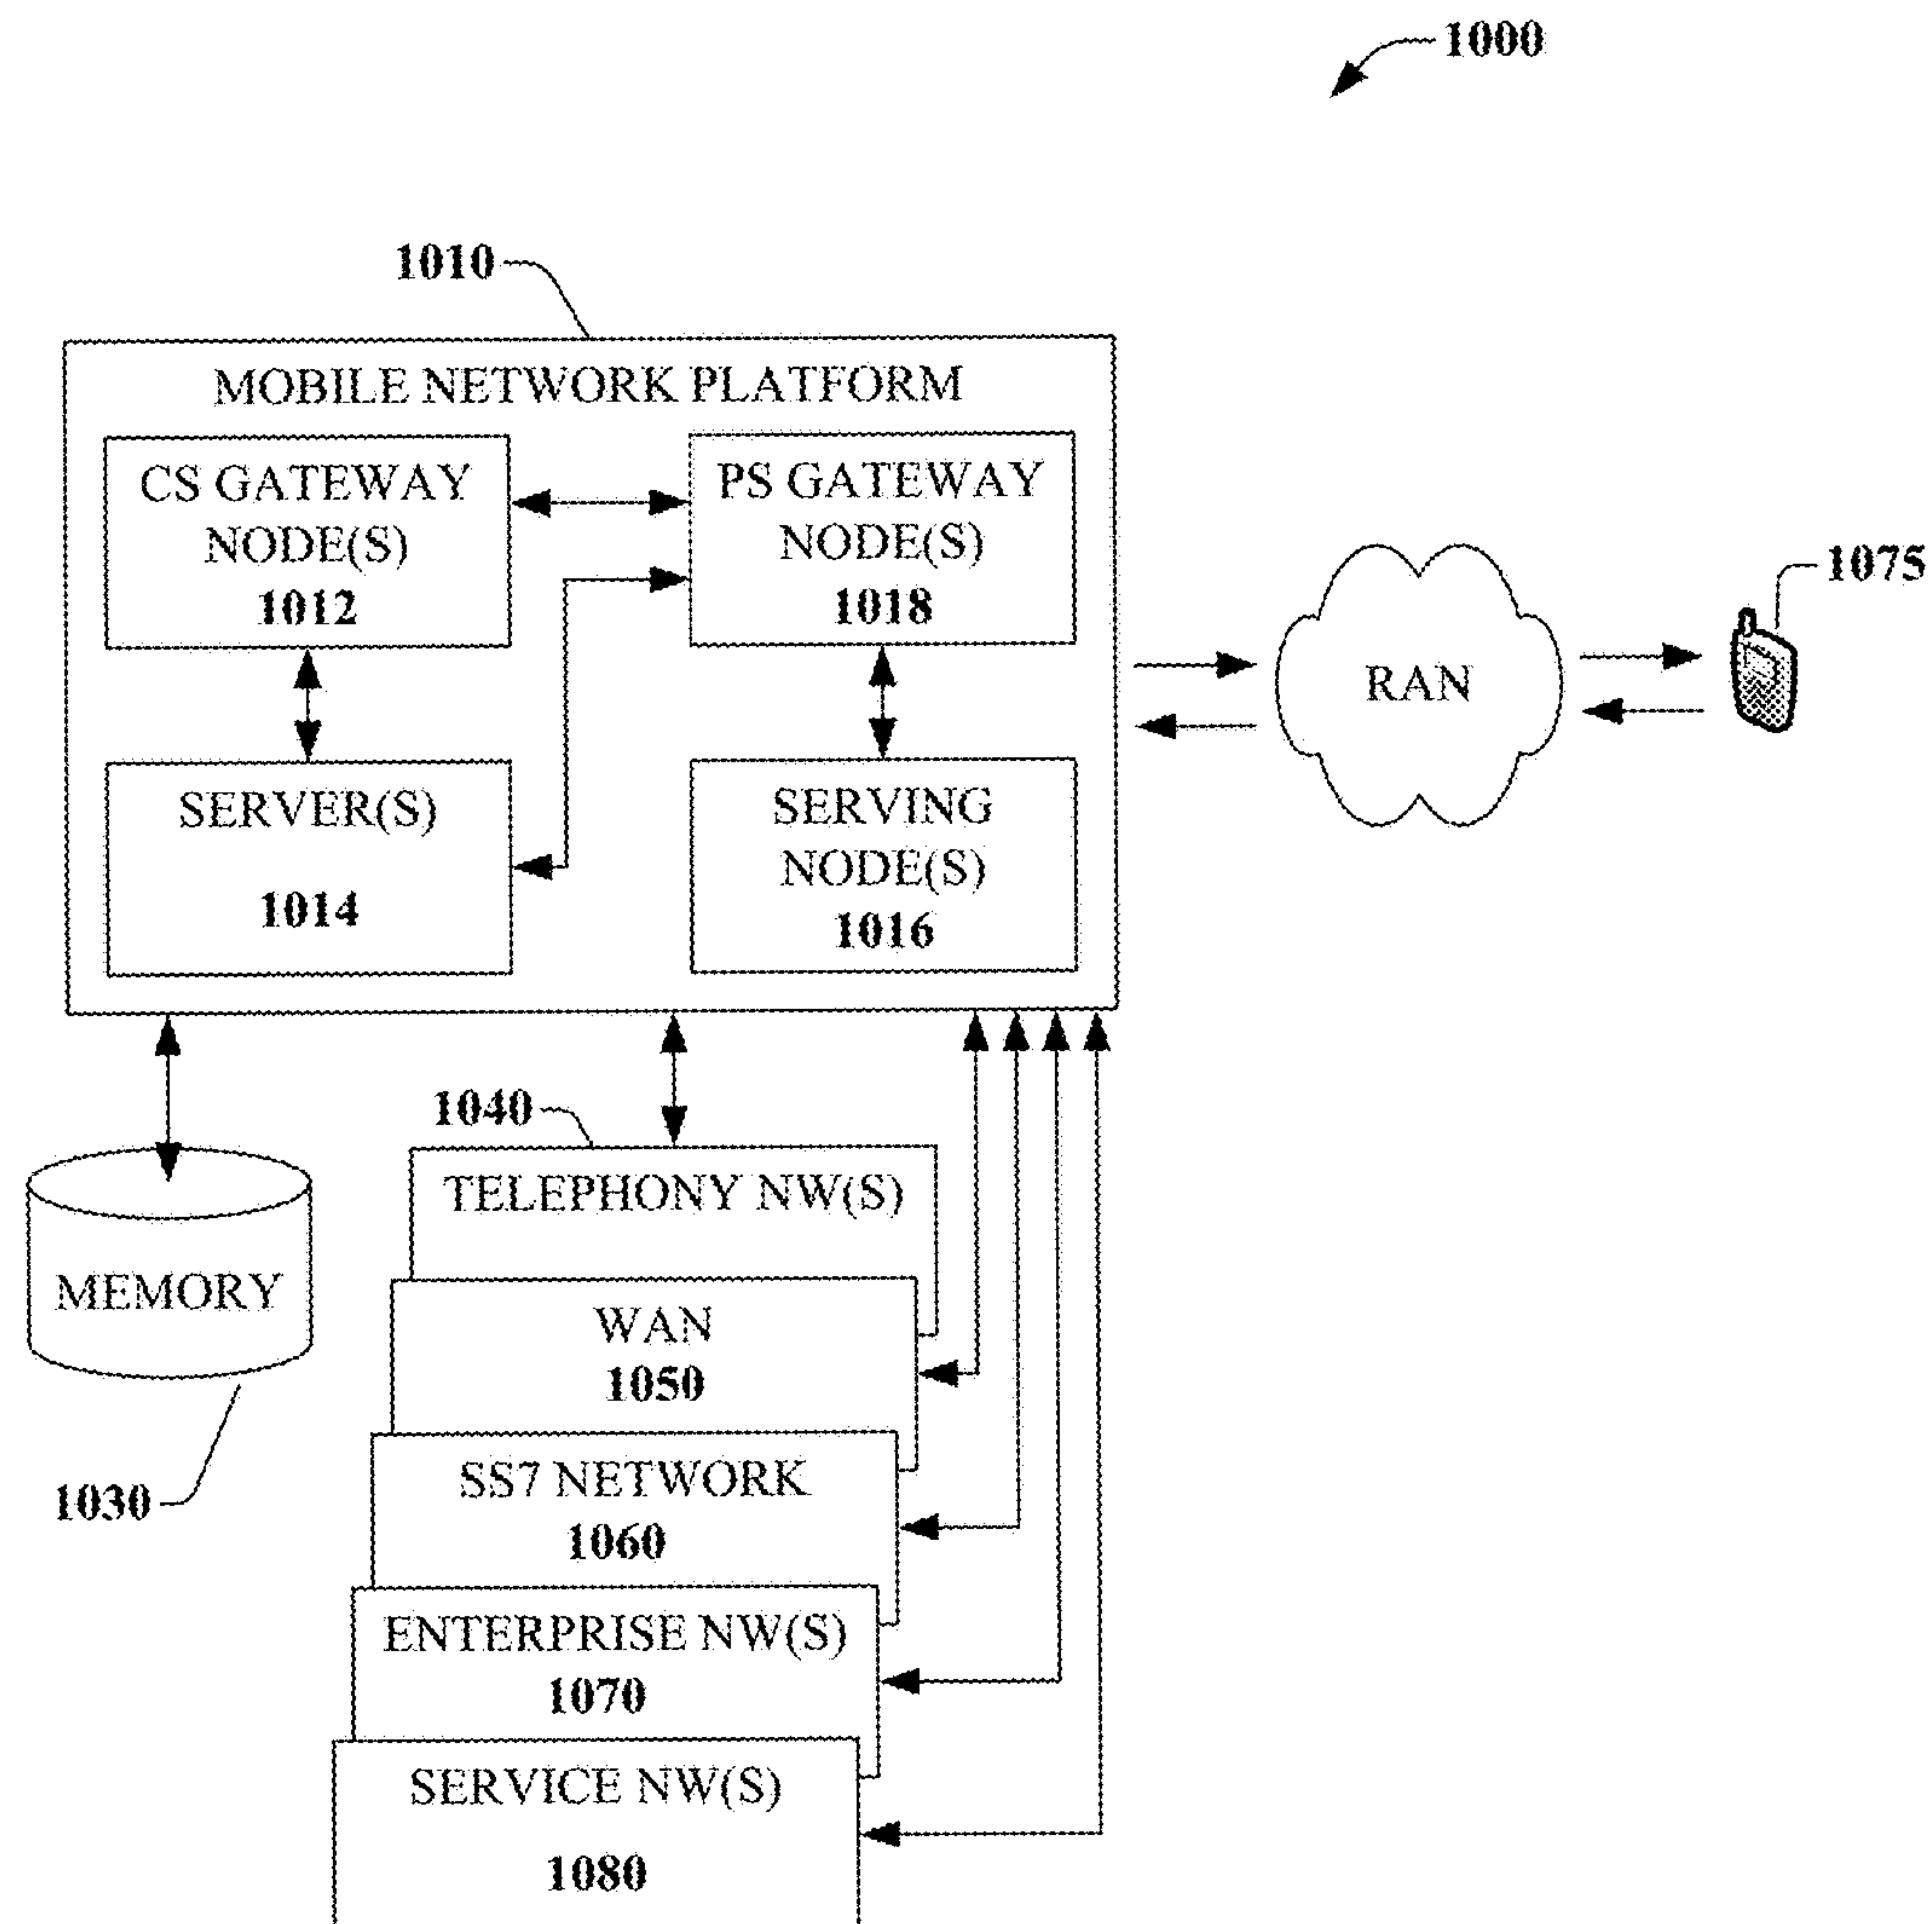 1000
1010
MOBILE NETWORK PLATFORM
CS GATEWAY
NODE(S)
1012
PS GATEWAY
NODE(S)
1018
SERVER(S)
1014
SERVING
NODE(S)
1016
RAN
1075
1040
TELEPHONY NW(S)
MEMORY
1030
WAN
1050
SS7 NETWORK
1060
ENTERPRISE NW(S)
1070
SERVICE NW(S)
1080